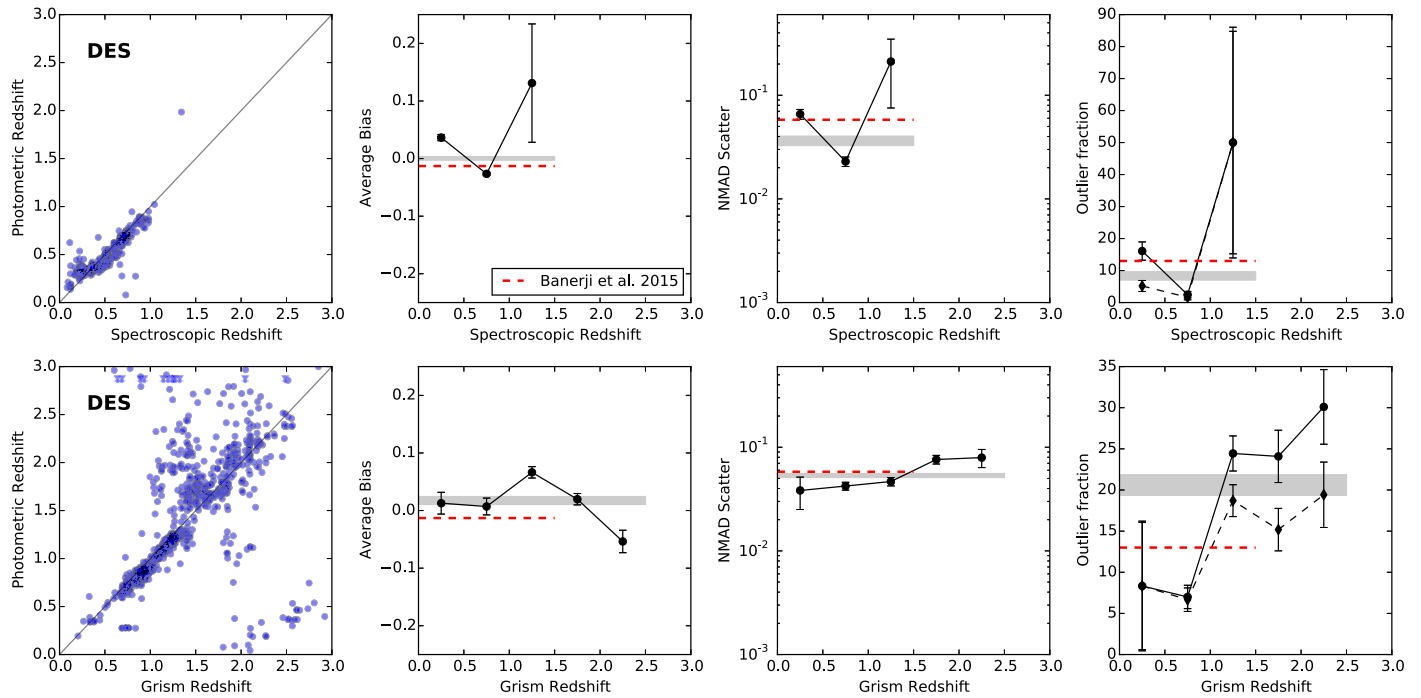 3.0
2.5
2.0
1.5
1.0
0.5
0.0
Photometric Redshift
DES
0.0 0.5 1.0 1.5 2.0 2.5 3.0
Spectroscopic Redshift
0.2
0.1
0.0
−0.1
−0.2
Average Bias
Banerji et al. 2015
0.0 0.5 1.0 1.5 2.0 2.5 3.0
Spectroscopic Redshift
10⁻¹
10⁻²
10⁻³
NMAD Scatter
0.0 0.5 1.0 1.5 2.0 2.5 3.0
Spectroscopic Redshift
90
80
70
60
50
40
30
20
10
0
Outlier fraction
0.0 0.5 1.0 1.5 2.0 2.5 3.0
Spectroscopic Redshift
3.0
2.5
2.0
1.5
1.0
0.5
0.0
Photometric Redshift
DES
0.0 0.5 1.0 1.5 2.0 2.5 3.0
Grism Redshift
0.2
0.1
0.0
−0.1
−0.2
Average Bias
0.0 0.5 1.0 1.5 2.0 2.5 3.0
Grism Redshift
10⁻¹
10⁻²
10⁻³
NMAD Scatter
0.0 0.5 1.0 1.5 2.0 2.5 3.0
Grism Redshift
35
30
25
20
15
10
5
0
Outlier fraction
0.0 0.5 1.0 1.5 2.0 2.5 3.0
Grism Redshift